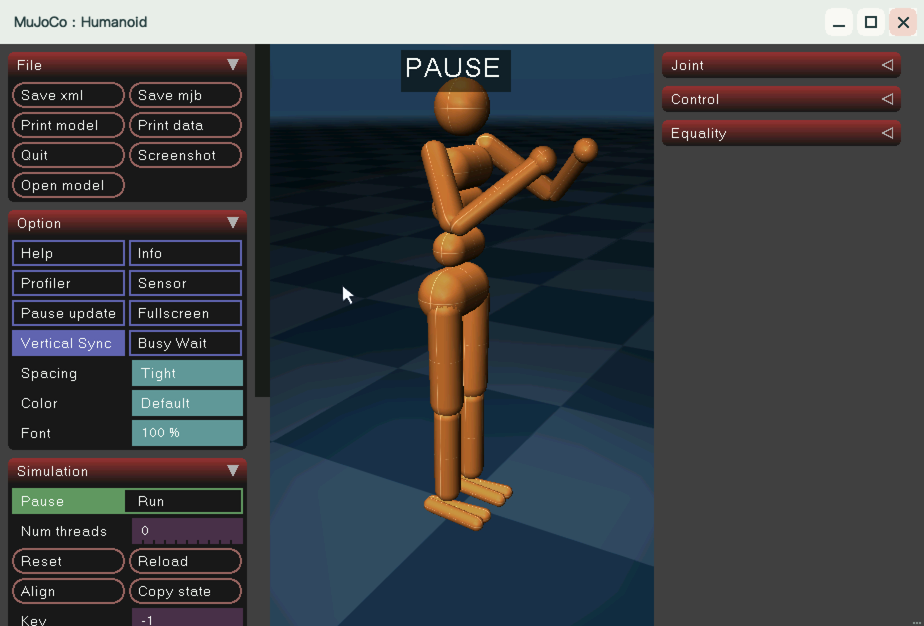 MuJoCo : Humanoid
File
Save xml
Save mjb
Print model
Print data
Quit
Screenshot
Open model
Option
Help
Info
Profiler
Sensor
Pause update
Fullscreen
Vertical Sync
Busy Wait
Spacing
Tight
Color
Default
Font
100 %
Simulation
Pause
Run
Num threads
0
Reset
Reload
Align
Copy state
Key
-1
PAUSE
Joint
Control
Equality